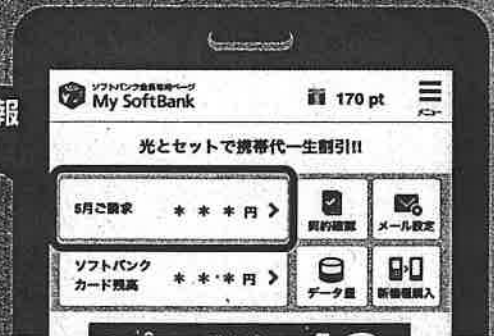 報
ソフトバンク会員専用ページ
My SoftBank
170 pt
メニュー
光とセットで携帯代一生割引!!
5月ご請求
***円 >
契約確認
メール設定
ソフトバンク
カード残高
***円 >
データ量
新機種購入